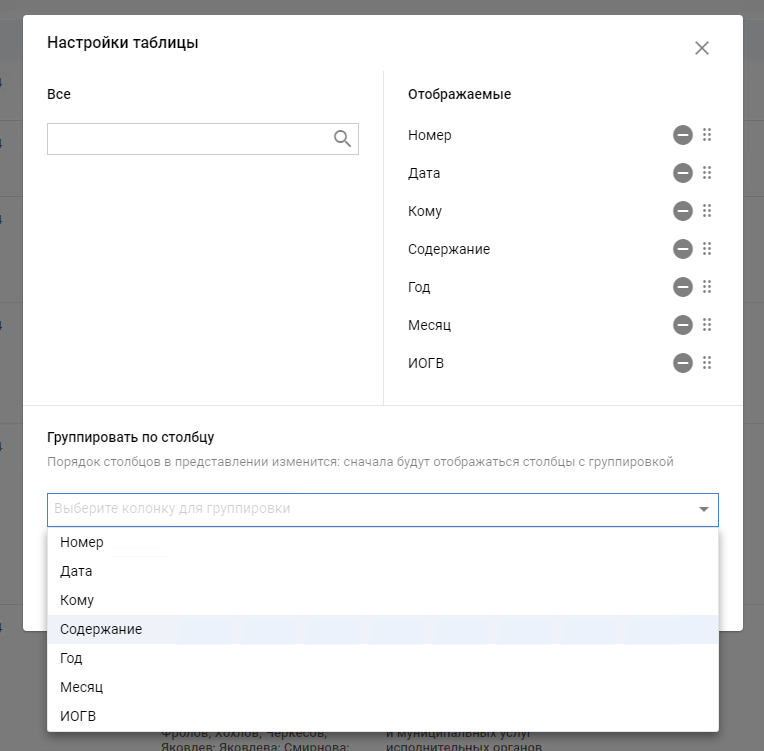 Настройки таблицы
Все
Отображаемые
Номер
Дата
Кому
Содержание
Год
Месяц
ИОГВ
Группировать по столбцу
Порядок столбцов в представлении изменится: сначала будут отображаться столбцы с группировкой
Выберите колонку для группировки
Номер
Дата
Кому
Содержание
Год
Месяц
ИОГВ
Фролов, Хохлов, Черкесов,
и муниципальных услуг
Яковлев; Яковлева; Смирнова;
исполнительных органов